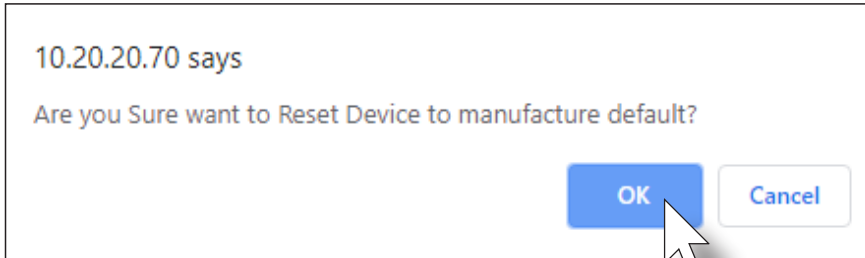 10.20.20.70 says
Are you Sure want to Reset Device to manufacture default?
OK Cancel